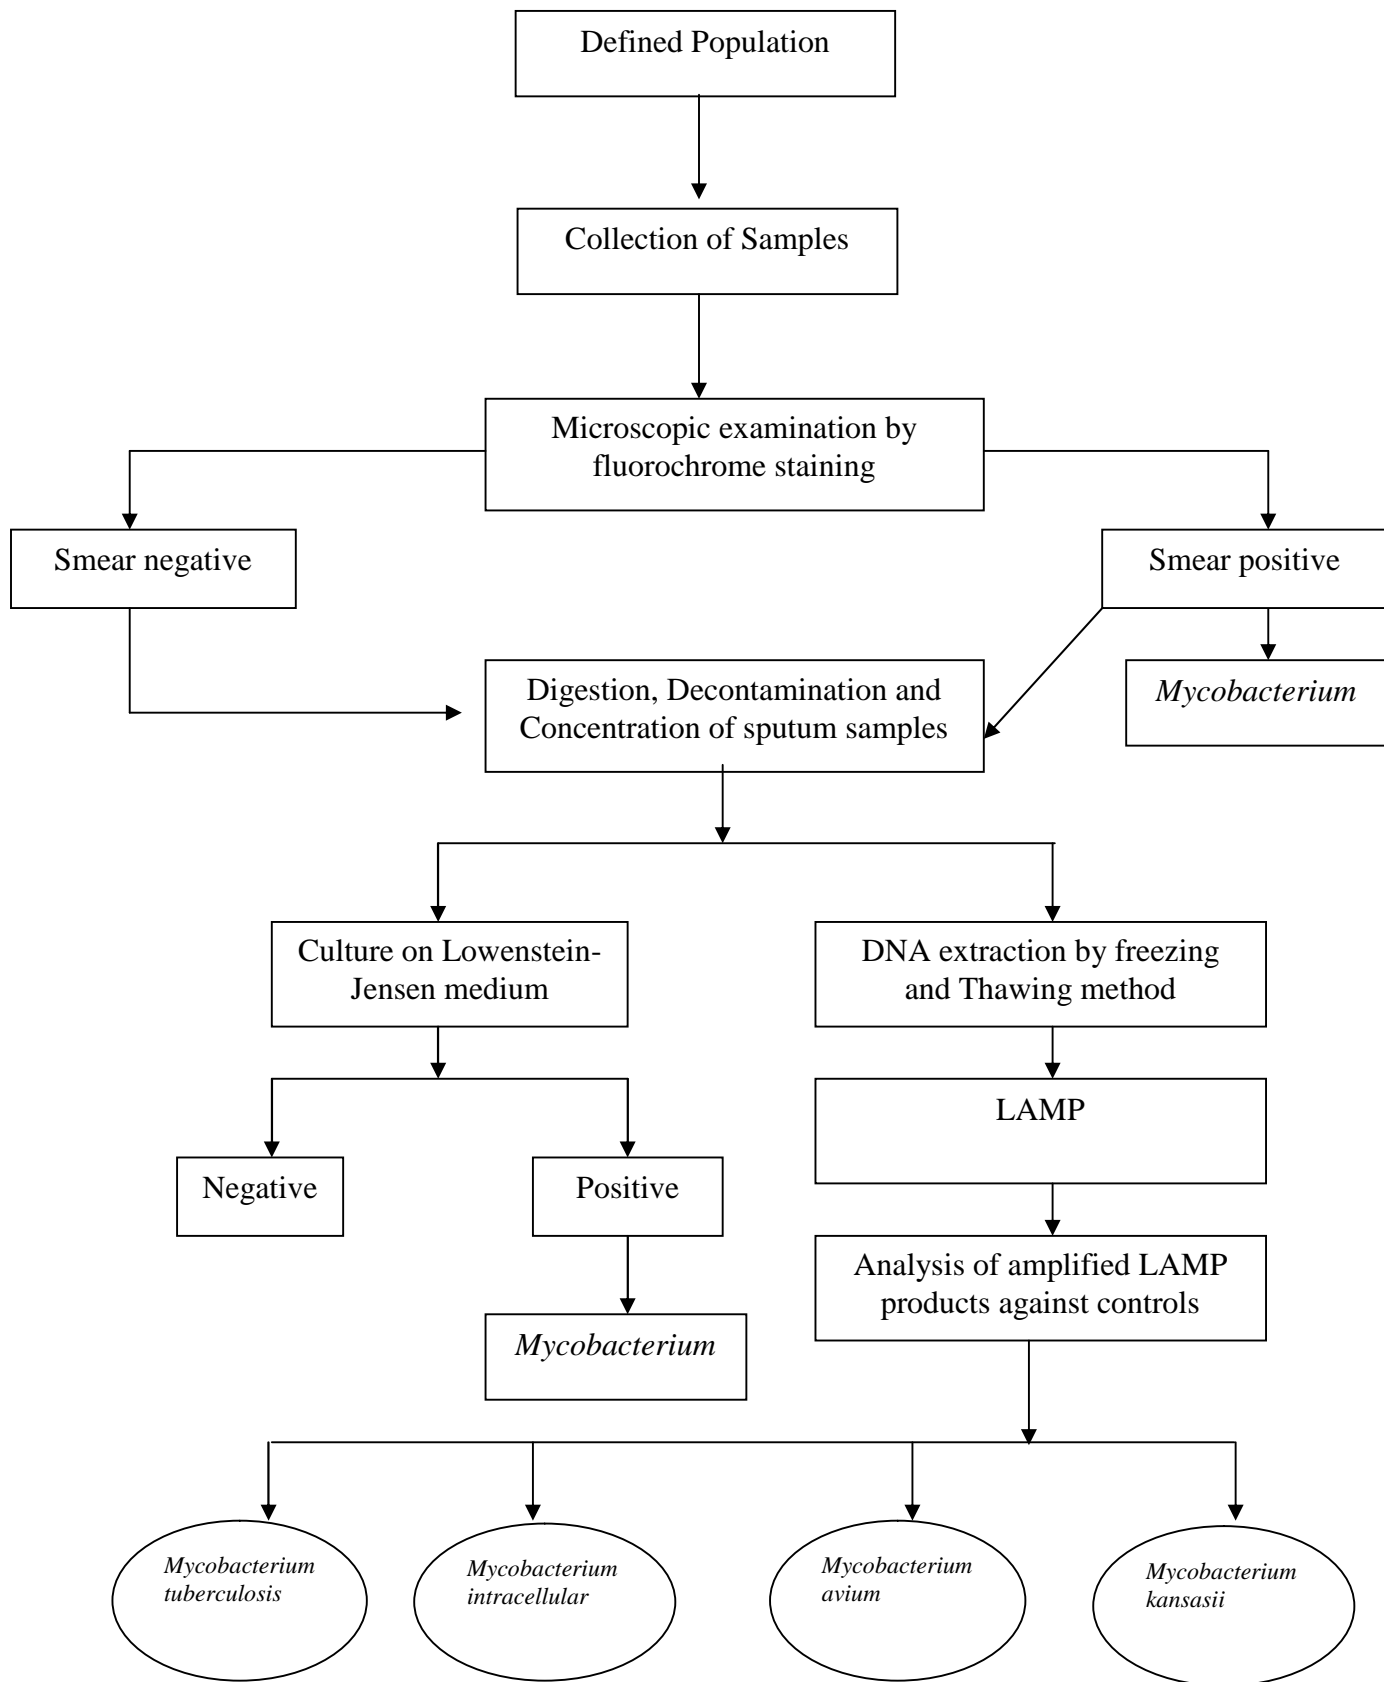 Defined Population
Collection of Samples
Microscopic examination by
fluorochrome staining
Smear negative
Smear positive
Digestion, Decontamination and
Concentration of sputum samples
Mycobacterium
Culture on Lowenstein-
Jensen medium
DNA extraction by freezing
and Thawing method
LAMP
Negative
Positive
Analysis of amplified LAMP
products against controls
Mycobacterium
Mycobacterium
tuberculosis
Mycobacterium
intracellular
Mycobacterium
avium
Mycobacterium
kansasii